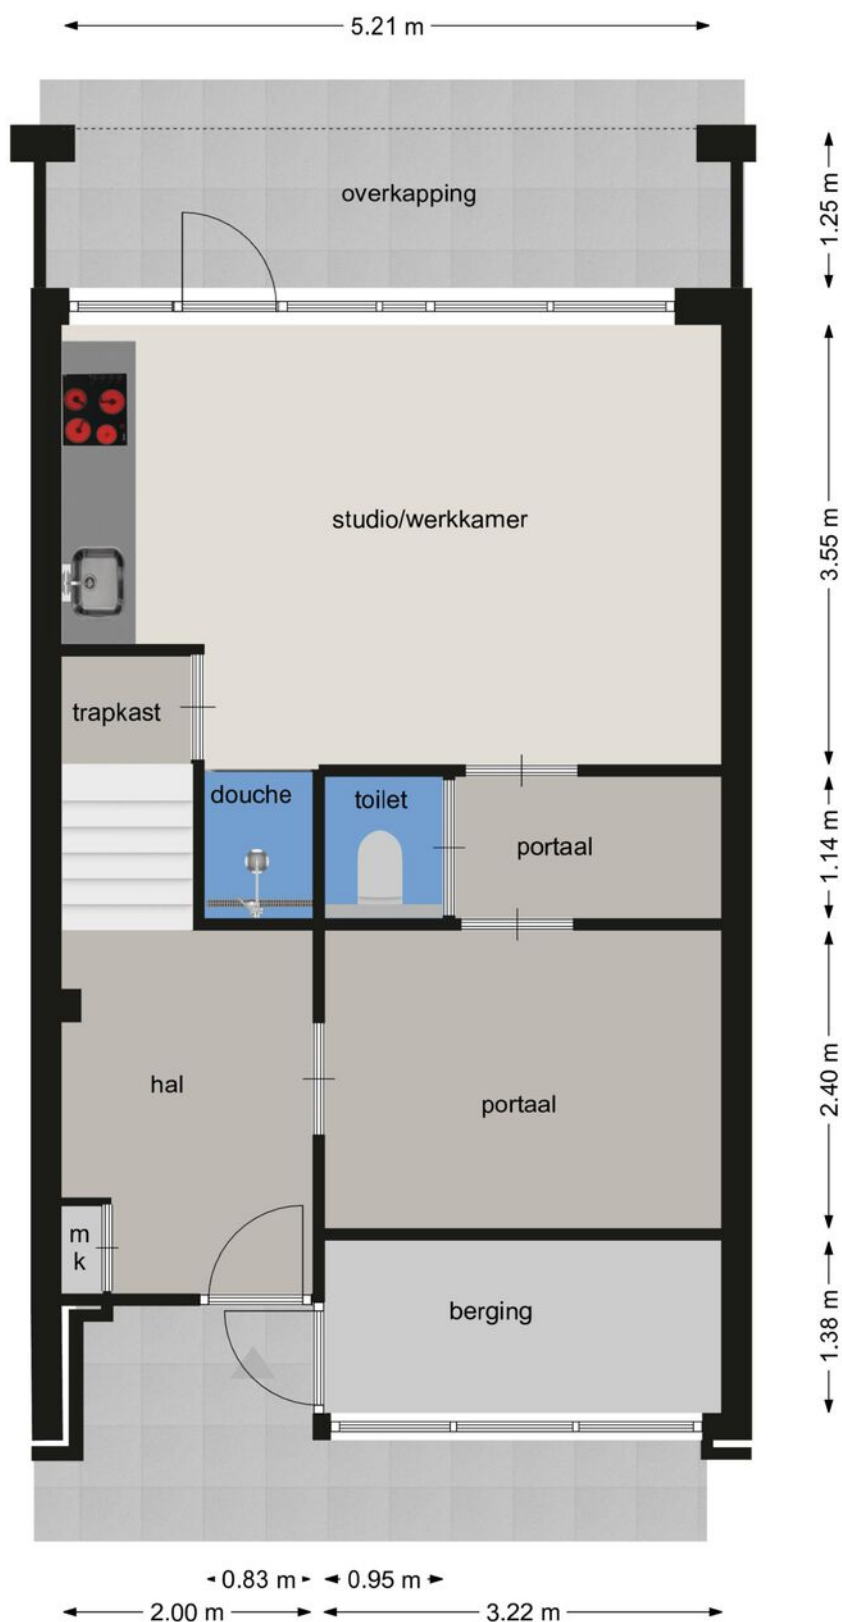 5.21 m
overkapping
1.25 m
studio/werkkamer
3.55 m
trapkast
douche
toilet
portaal
1.14 m
hal
portaal
2.40 m
m
k
berging
1.38 m
0.83 m
0.95 m
2.00 m
3.22 m